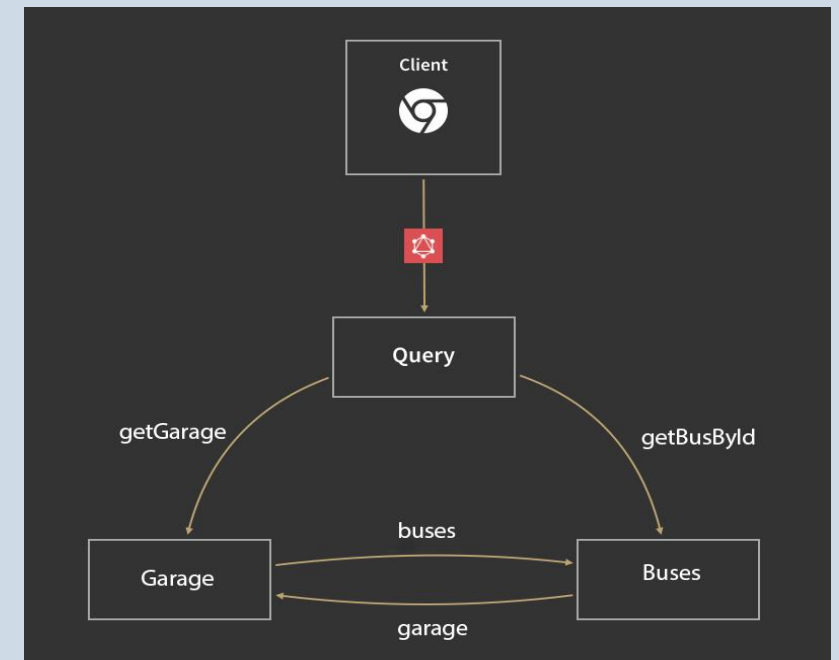 Client
Query
getGarage
getBusById
buses
Garage
Buses
garage